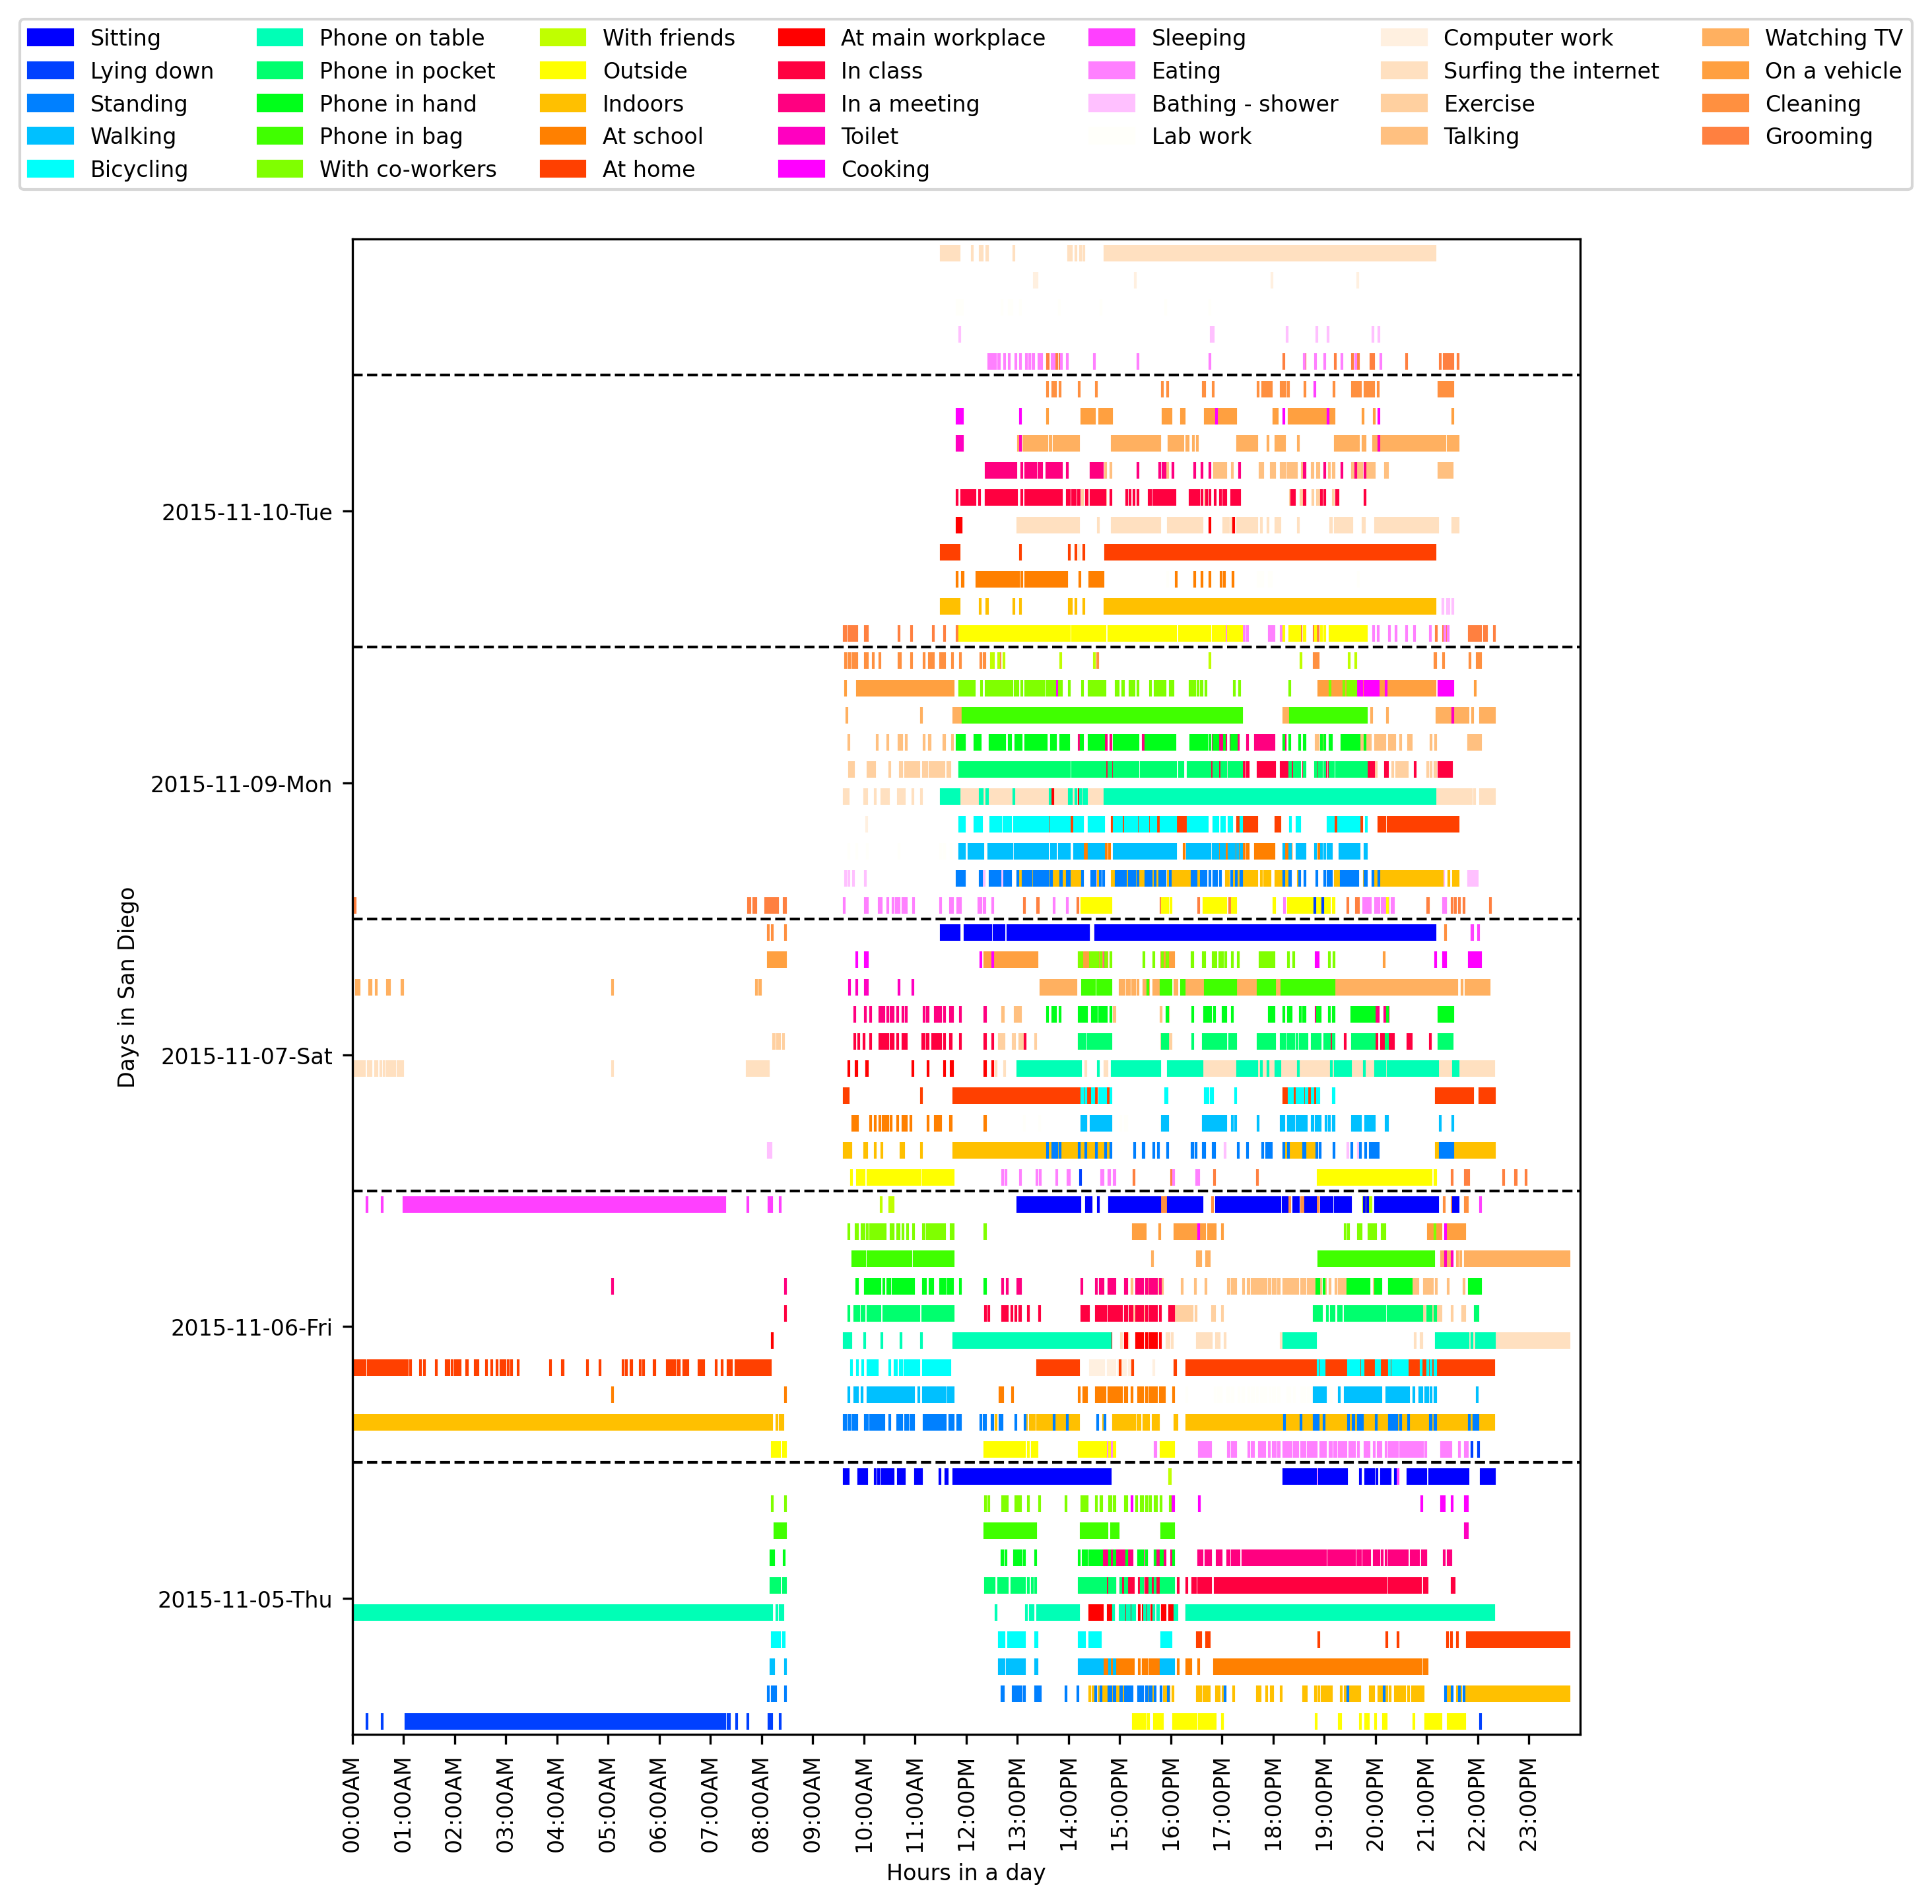 Sitting
Lying down
Standing
Walking
Bicycling
Phone on table
Phone in pocket
Phone in hand
Phone in bag
With co-workers
With friends
Outside
Indoors
At school
At home
At main workplace
In class
In a meeting
Toilet
Cooking
Sleeping
Eating
Bathing - shower
Lab work
Computer work
Surfing the internet
Exercise
Talking
Watching TV
On a vehicle
Cleaning
Grooming
2015-11-10-Tue
2015-11-09-Mon
2015-11-07-Sat
2015-11-06-Fri
2015-11-05-Thu
Days in San Diego
00:00AM
01:00AM
02:00AM
03:00AM
04:00AM
05:00AM
06:00AM
07:00AM
08:00AM
09:00AM
10:00AM
11:00AM
12:00PM
13:00PM
14:00PM
15:00PM
16:00PM
17:00PM
18:00PM
19:00PM
20:00PM
21:00PM
22:00PM
23:00PM
Hours in a day